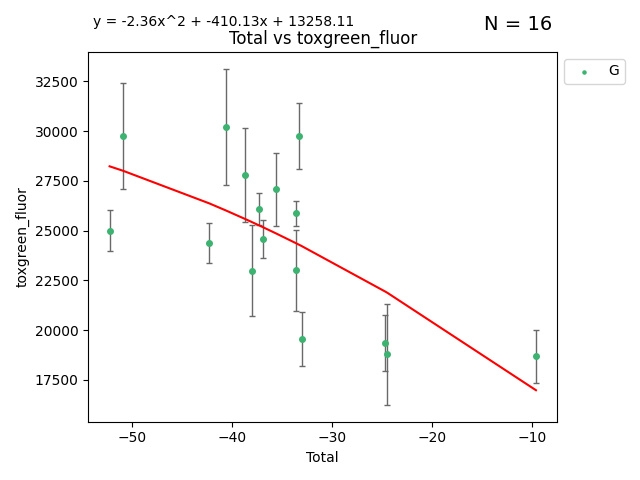 y = -2.36x^2 + -410.13x + 13258.11
N = 16
Total vs toxgreen_fluor
G
32500
30000
27500
25000
22500
20000
17500
toxgreen_fluor
−50
−40
−30
−20
−10
Total